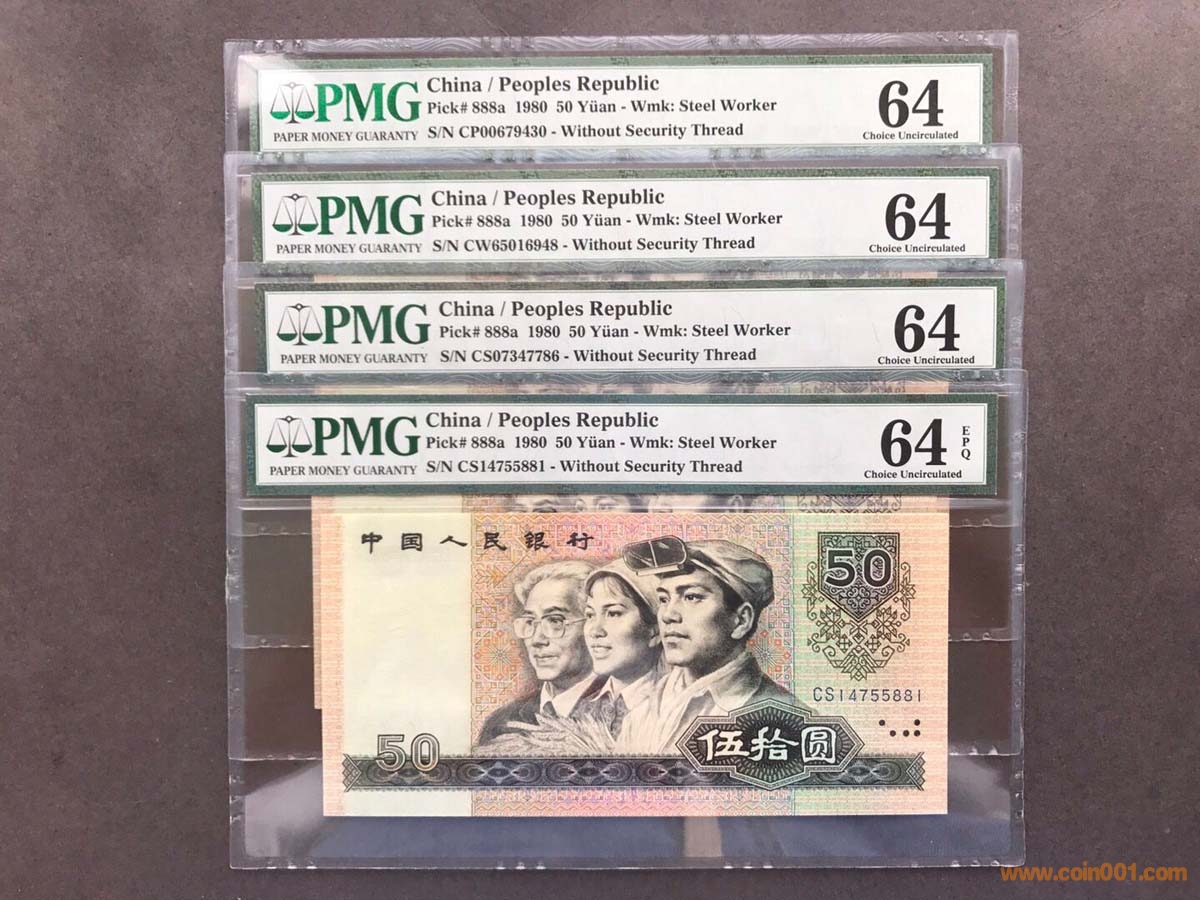 PMG
PAPER MONEY GUARANTY
China / Peoples Republic
Pick# 888a 1980 50 Yüan - Wmk: Steel Worker
S/N CP00679430 - Without Security Thread
64
Choice Uncirculated
PMG
PAPER MONEY GUARANTY
China / Peoples Republic
Pick# 888a 1980 50 Yüan - Wmk: Steel Worker
S/N CW65016948 - Without Security Thread
64
Choice Uncirculated
PMG
PAPER MONEY GUARANTY
China / Peoples Republic
Pick# 888a 1980 50 Yüan - Wmk: Steel Worker
S/N CS07347786 - Without Security Thread
64
Choice Uncirculated
PMG
PAPER MONEY GUARANTY
China / Peoples Republic
Pick# 888a 1980 50 Yüan - Wmk: Steel Worker
S/N CS14755881 - Without Security Thread
64
EPQ
Choice Uncirculated
中国人民银行
50
CS14755881
50
伍拾圆
www.coin001.com